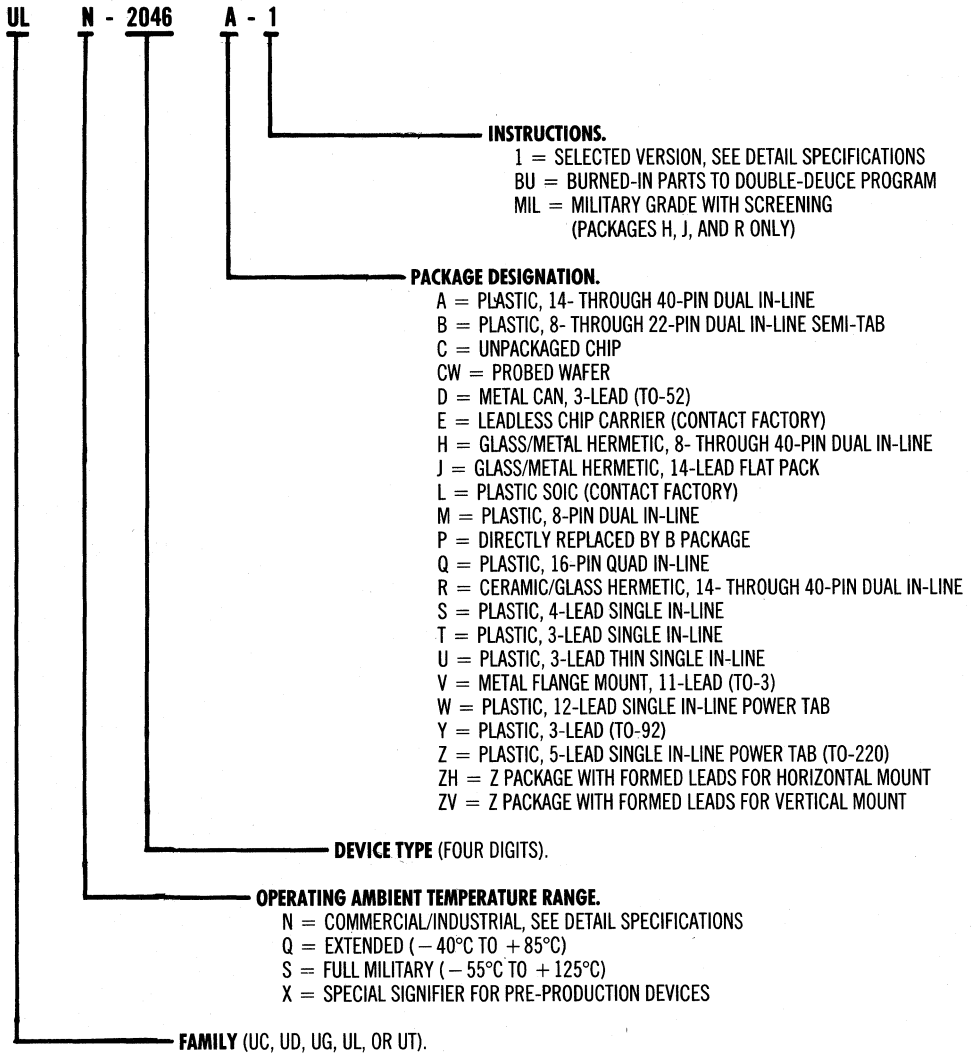 UL N - 2046 A - 1
INSTRUCTIONS.
1 = SELECTED VERSION, SEE DETAIL SPECIFICATIONS
BU = BURNED-IN PARTS TO DOUBLE-DEUCE PROGRAM
MIL = MILITARY GRADE WITH SCREENING
(PACKAGES H, J, AND R ONLY)
PACKAGE DESIGNATION.
A = PLASTIC, 14- THROUGH 40-PIN DUAL IN-LINE
B = PLASTIC, 8- THROUGH 22-PIN DUAL IN-LINE SEMI-TAB
C = UNPACKAGED CHIP
CW = PROBED WAFER
D = METAL CAN, 3-LEAD (TO-52)
E = LEADLESS CHIP CARRIER (CONTACT FACTORY)
H = GLASS/METAL HERMETIC, 8- THROUGH 40-PIN DUAL IN-LINE
J = GLASS/METAL HERMETIC, 14-LEAD FLAT PACK
L = PLASTIC SOIC (CONTACT FACTORY)
M = PLASTIC, 8-PIN DUAL IN-LINE
P = DIRECTLY REPLACED BY B PACKAGE
Q = PLASTIC, 16-PIN QUAD IN-LINE
R = CERAMIC/GLASS HERMETIC, 14- THROUGH 40-PIN DUAL IN-LINE
S = PLASTIC, 4-LEAD SINGLE IN-LINE
T = PLASTIC, 3-LEAD SINGLE IN-LINE
U = PLASTIC, 3-LEAD THIN SINGLE IN-LINE
V = METAL FLANGE MOUNT, 11-LEAD (TO-3)
W = PLASTIC, 12-LEAD SINGLE IN-LINE POWER TAB
Y = PLASTIC, 3-LEAD (TO-92)
Z = PLASTIC, 5-LEAD SINGLE IN-LINE POWER TAB (TO-220)
ZH = Z PACKAGE WITH FORMED LEADS FOR HORIZONTAL MOUNT
ZV = Z PACKAGE WITH FORMED LEADS FOR VERTICAL MOUNT
DEVICE TYPE (FOUR DIGITS).
OPERATING AMBIENT TEMPERATURE RANGE.
N = COMMERCIAL/INDUSTRIAL, SEE DETAIL SPECIFICATIONS
Q = EXTENDED (−40°C TO +85°C)
S = FULL MILITARY (−55°C TO +125°C)
X = SPECIAL SIGNIFIER FOR PRE-PRODUCTION DEVICES
FAMILY (UC, UD, UG, UL, OR UT).